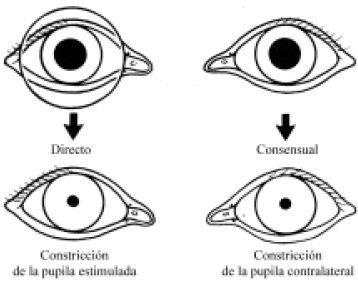 Directo
Consensual
Constricción
de la pupila estimulada
Constricción
de la pupila contralateral